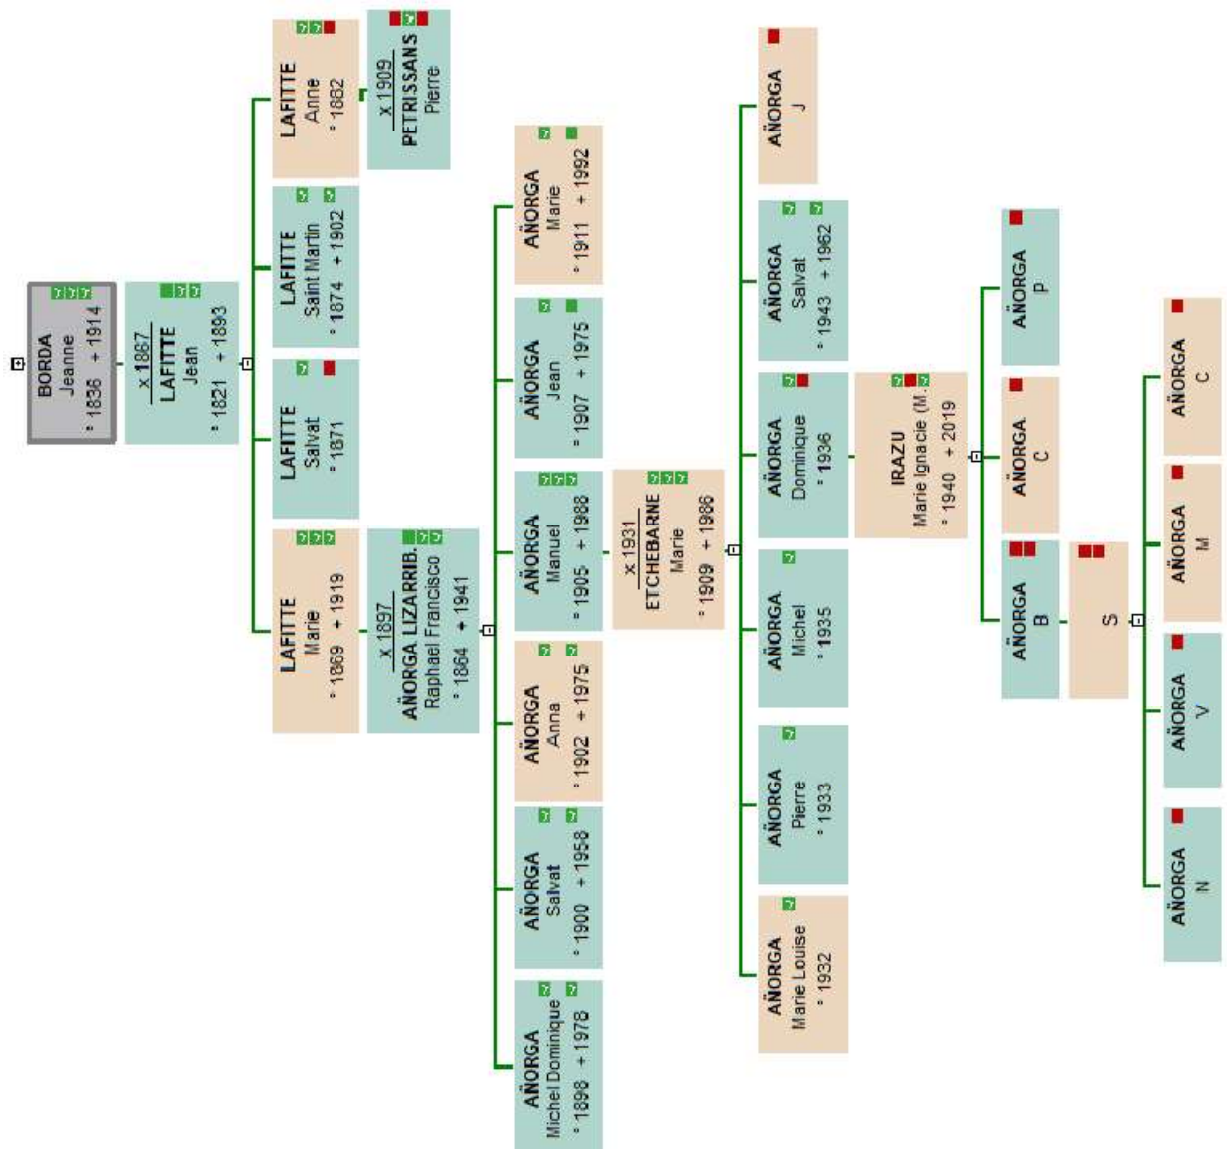 BORDA
Jeanne
° 1836 + 1914
x 1867
LAFITTE
Jean
° 1821 + 1893
LAFITTE
Marie
° 1869 + 1919
LAFITTE
Salvat
° 1871
LAFITTE
Saint Martin
° 1874 + 1902
LAFITTE
Anne
° 1882
x 1897
AÑORGA LIZARRIB.
Raphael Francisco
° 1864 + 1941
x 1909
PETRISSANS
Pierre
AÑORGA
Michel Dominique
° 1898 + 1978
AÑORGA
Salvat
° 1900 + 1958
AÑORGA
Anna
° 1902 + 1975
AÑORGA
Manuel
° 1905 + 1988
AÑORGA
Jean
° 1907 + 1975
AÑORGA
Marie
° 1911 + 1992
x 1931
ETCHEBARNE
Marie
° 1909 + 1986
AÑORGA
Marie Louise
° 1932
AÑORGA
Pierre
° 1933
AÑORGA
Michel
° 1935
AÑORGA
Dominique
° 1936
AÑORGA
Salvat
° 1943 + 1962
AÑORGA
J
IRAZU
Marie Ignacie (M.
° 1940 + 2019
AÑORGA
B
AÑORGA
C
AÑORGA
P
S
AÑORGA
N
AÑORGA
V
AÑORGA
M
AÑORGA
C